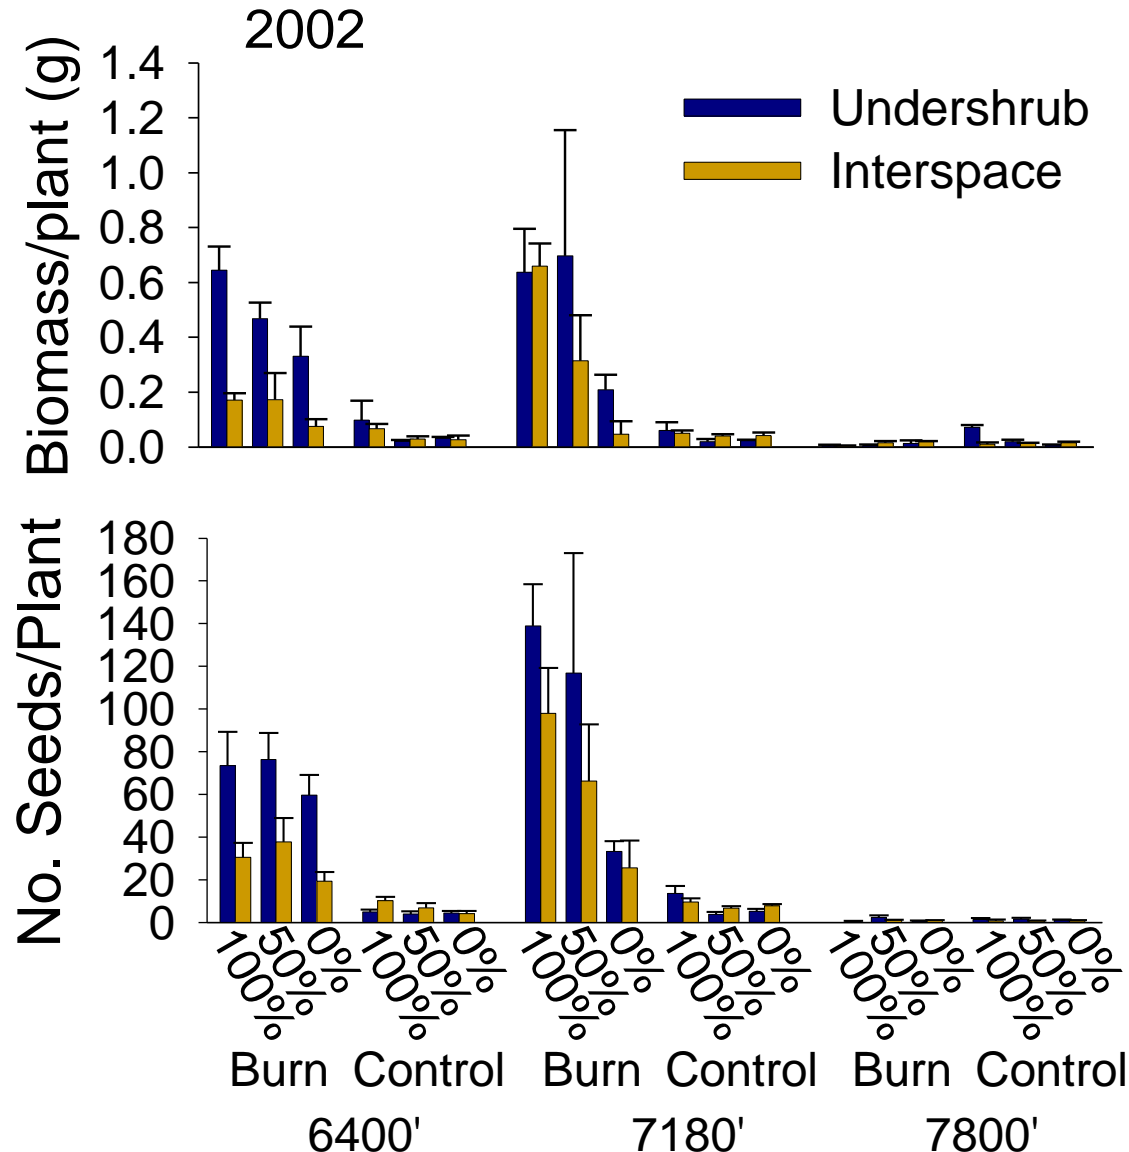 2002
Biomass/plant (g)
1.4
1.2
1.0
0.8
0.6
0.4
0.2
0.0
Undershrub
Interspace
No. Seeds/Plant
180
160
140
120
100
80
60
40
20
0
100% 50% 0% 100% 50% 0% 100% 50% 0% 100% 50% 0% 100% 50% 0% 100% 50% 0%
Burn Control Burn Control Burn Control
6400' 7180' 7800'